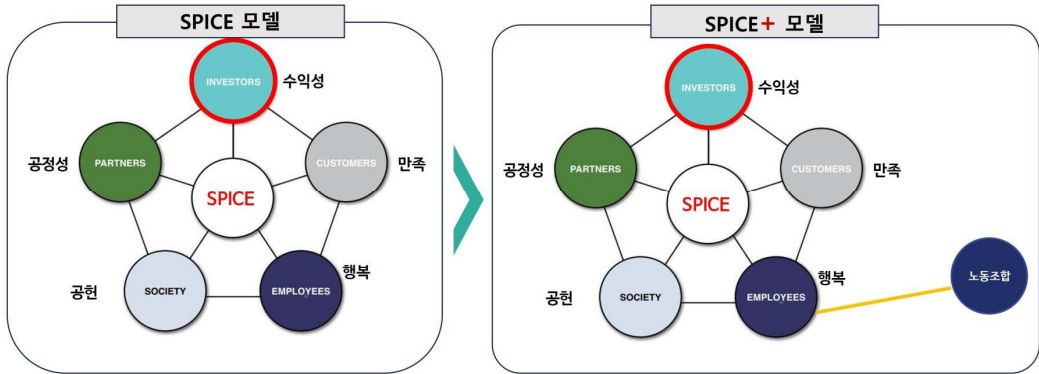 SPICE 모델
INVESTORS
수익성
공정성
PARTNERS
CUSTOMERS
만족
SPICE
공헌
SOCIETY
EMPLOYEES
행복
SPICE+ 모델
INVESTORS
수익성
공정성
PARTNERS
CUSTOMERS
만족
SPICE
공헌
SOCIETY
EMPLOYEES
행복
노동조합